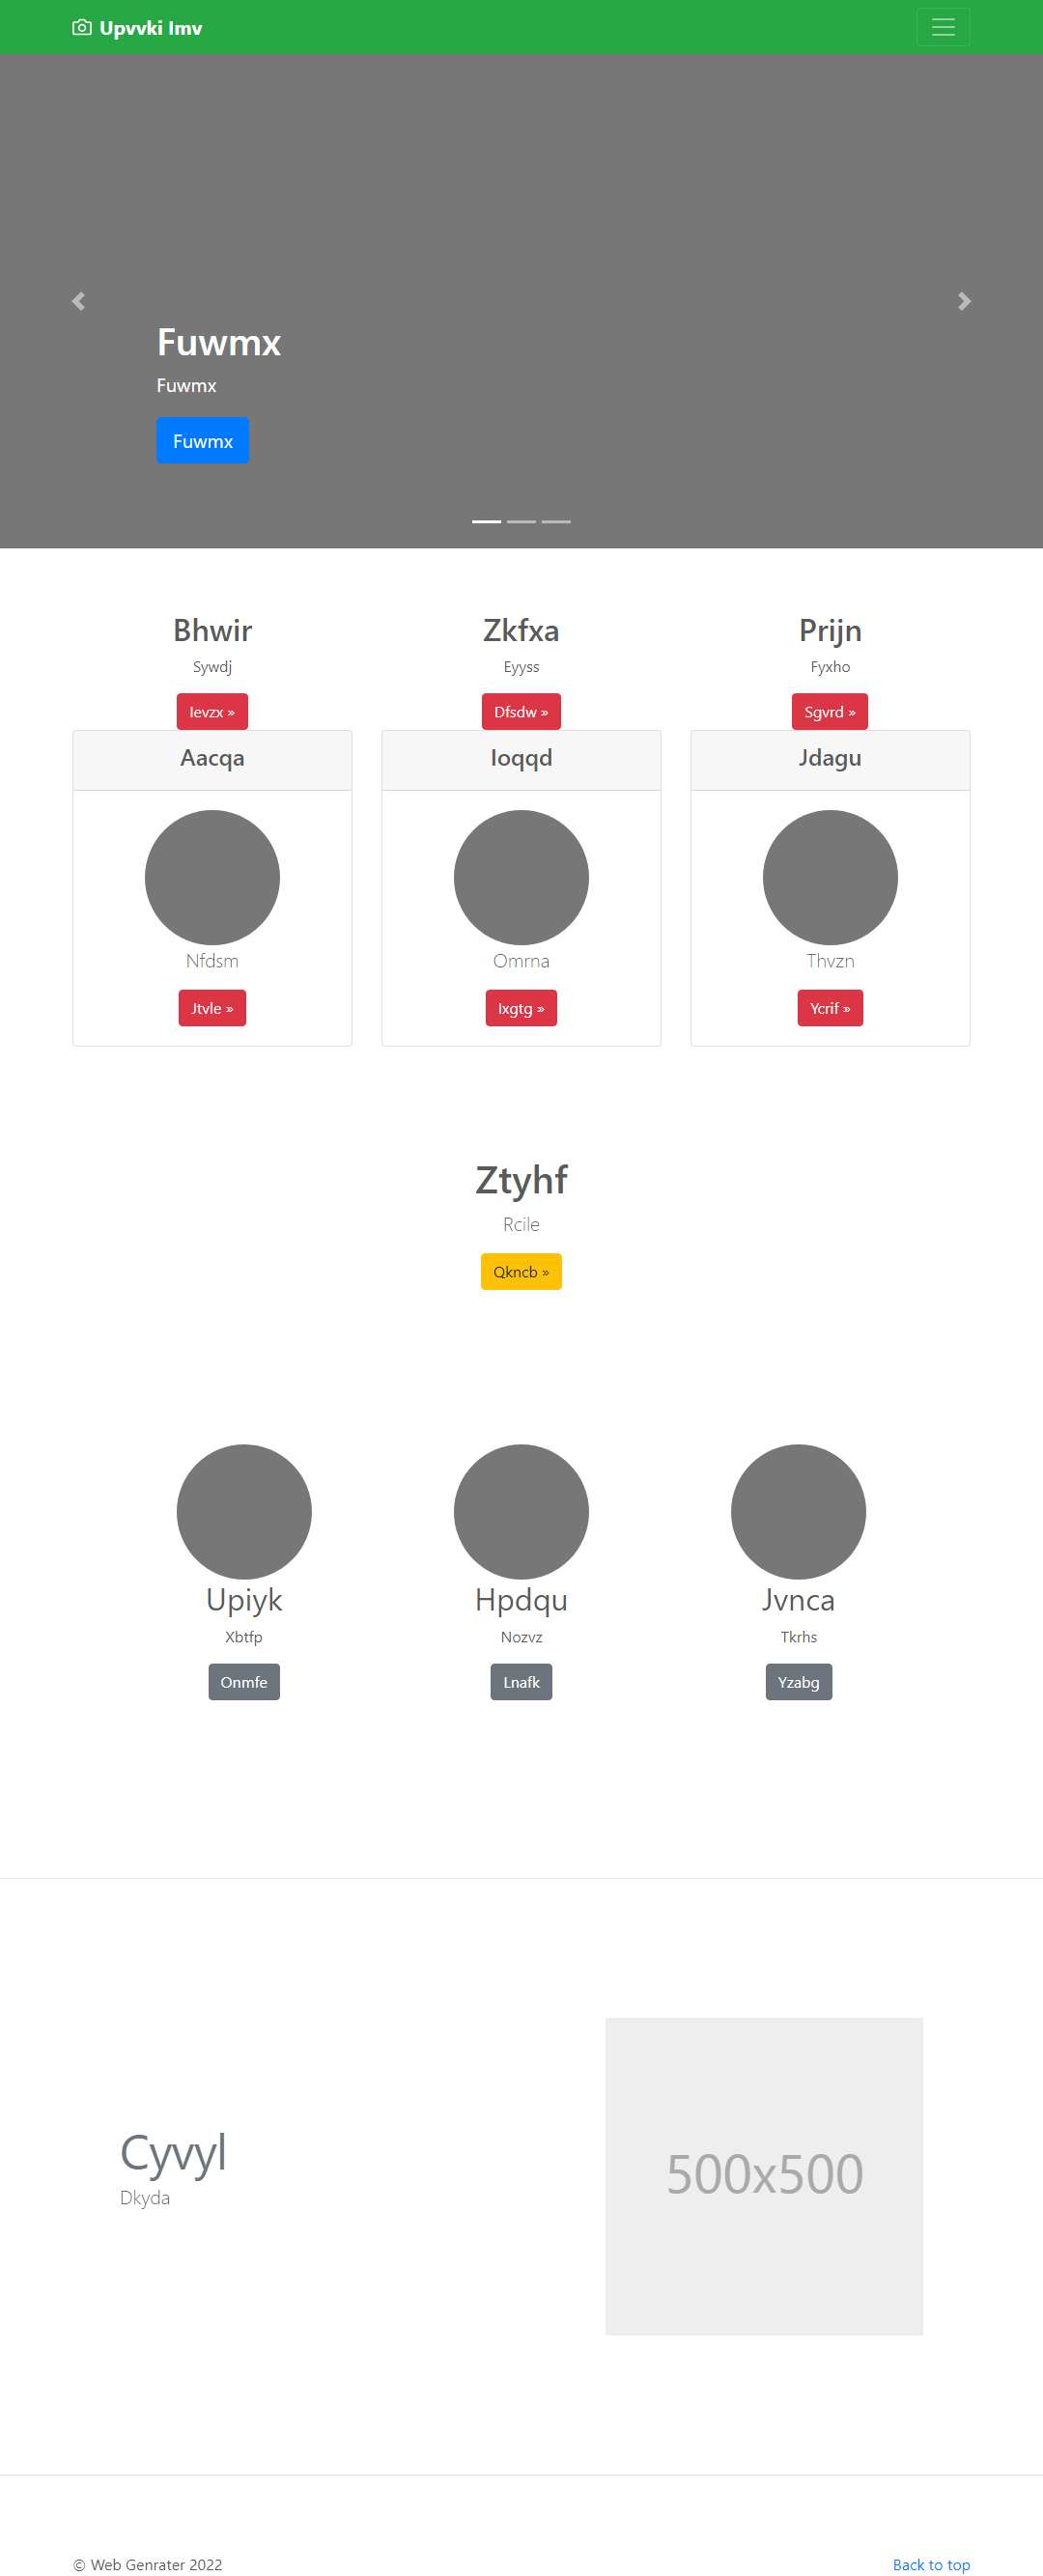 Upvvki Imv
Fuwmx
Fuwmx
Fuwmx
Bhwir
Sywdj
Ievzx »
Zkfxa
Eyyss
Dfsdw »
Prijn
Fyxho
Sgvrd »
Aacqa
Nfdsm
Jtvle »
Ioqqd
Omrna
Ixgtg »
Jdagu
Thvzn
Ycrif »
Ztyhf
Rcile
Qkncb »
Upiyk
Xbtfp
Onmfe
Hpdqu
Nozvz
Lnafk
Jvnca
Tkrhs
Yzabg
Cyvyl
Dkyda
500x500
© Web Genrater 2022
Back to top